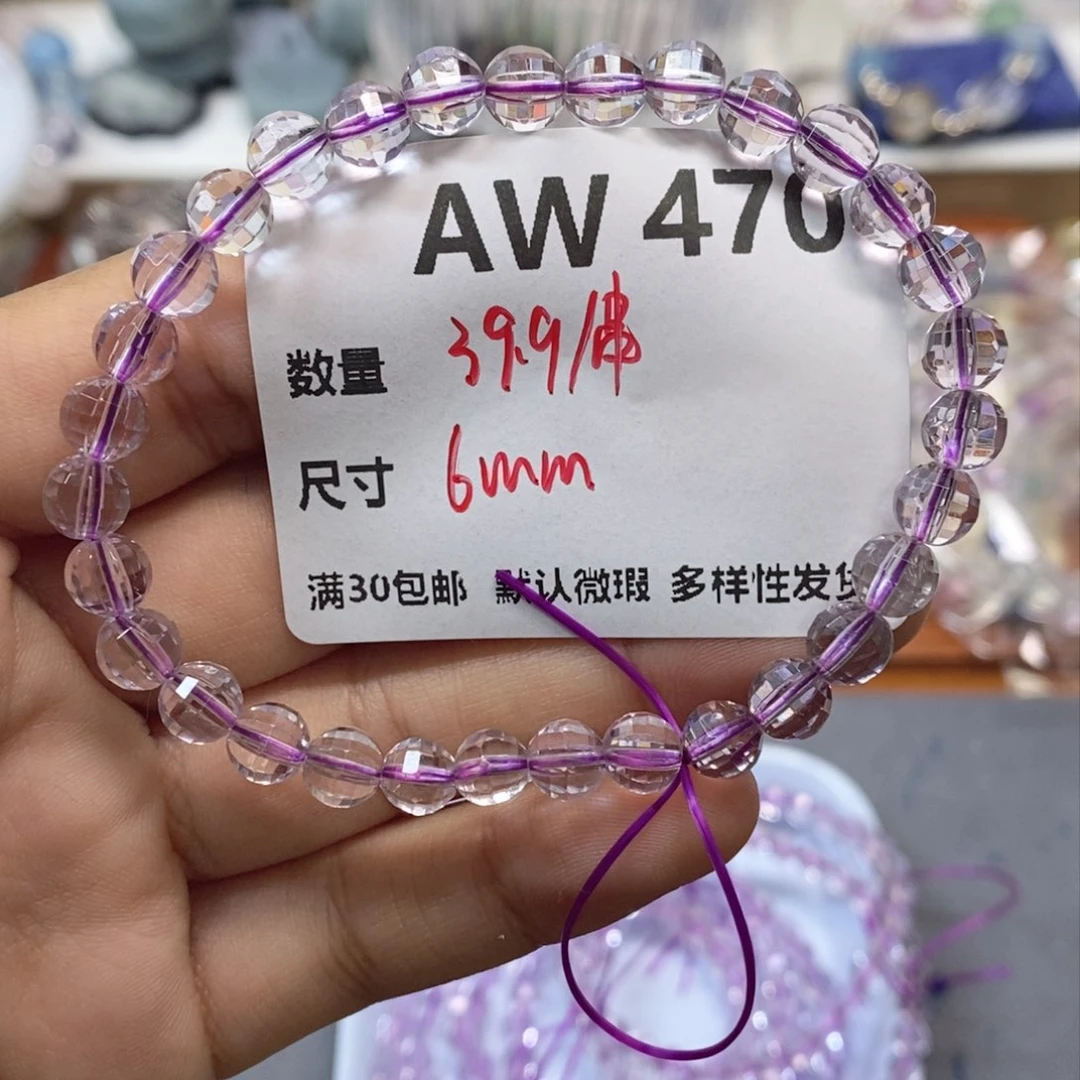 AW 470
数量 39.9/串
尺寸 6mm
满30包邮 默认微瑕 多样性发货